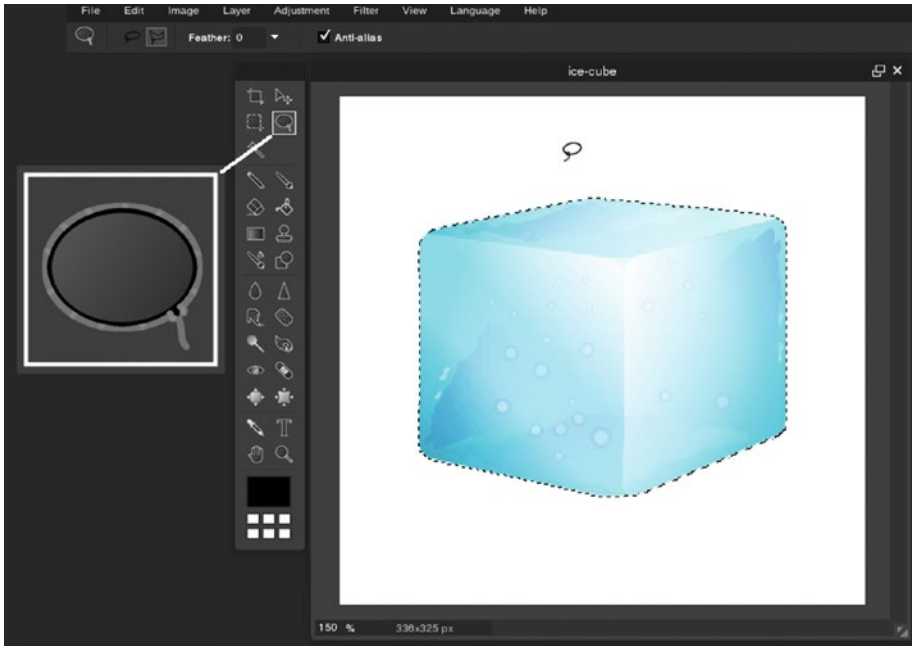 File Edit Image Layer Adjustment Filter View Language Help
Feather: 0 Anti-alias
ice-cube
T
150 % 336x325 px